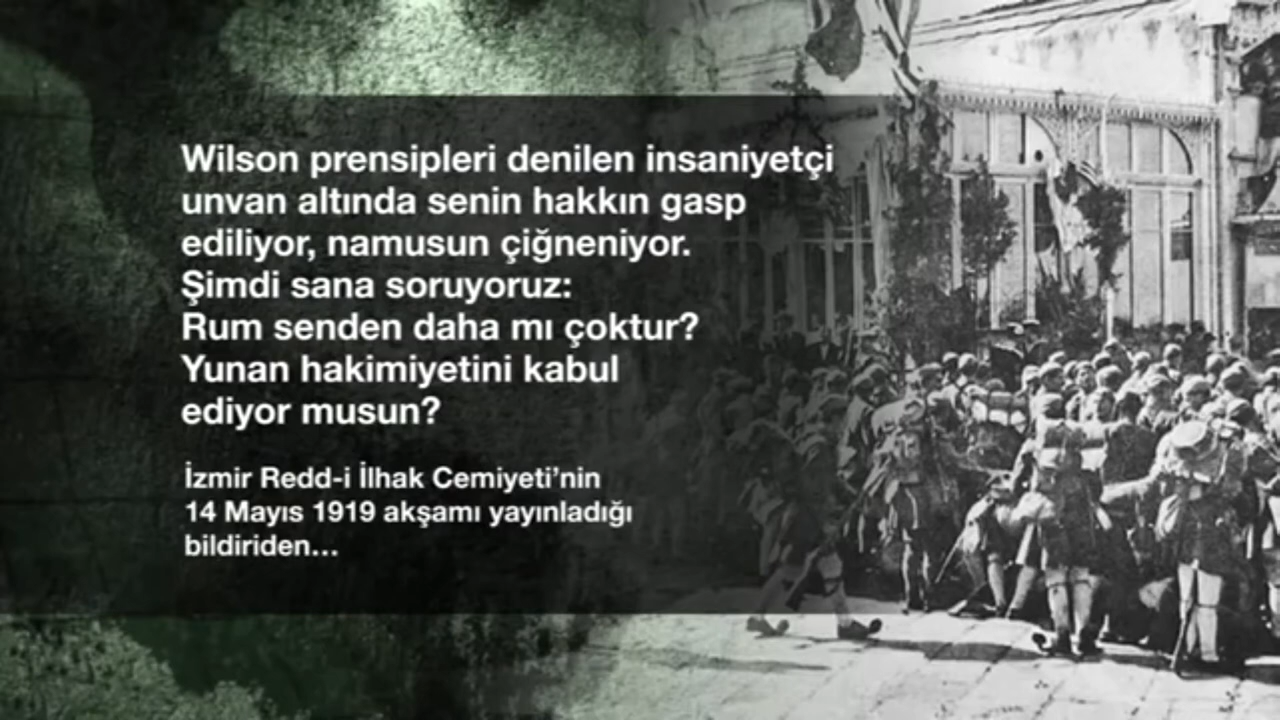 Wilson prensipleri denilen insaniyetçi
unvan altında senin hakkın gasp
ediliyor, namusun çiğneniyor.
Şimdi sana soruyoruz:
Rum senden daha mı çoktur?
Yunan hakimiyetini kabul
ediyor musun?
İzmir Redd-i İlhak Cemiyeti’nin
14 Mayıs 1919 akşamı yayınladığı
bildiriden...